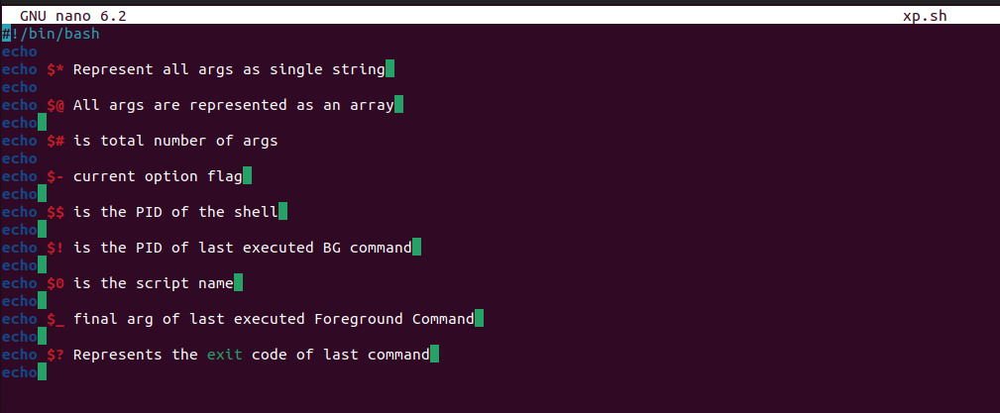 GNU nano 6.2 xp.sh
#!/bin/bash
echo
echo $* Represent all args as single string
echo
echo $@ All args are represented as an array
echo
echo $# is total number of args
echo
echo $- current option flag
echo
echo $$ is the PID of the shell
echo
echo $! is the PID of last executed BG command
echo
echo $0 is the script name
echo
echo $_ final arg of last executed Foreground Command
echo
echo $? Represents the exit code of last command
echo